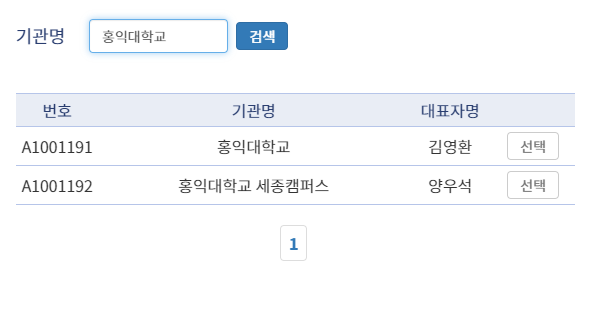 기관명 홍익대학교 검색
번호 기관명 대표자명
A1001191 홍익대학교 김영환 선택
A1001192 홍익대학교 세종캠퍼스 양우석 선택
1